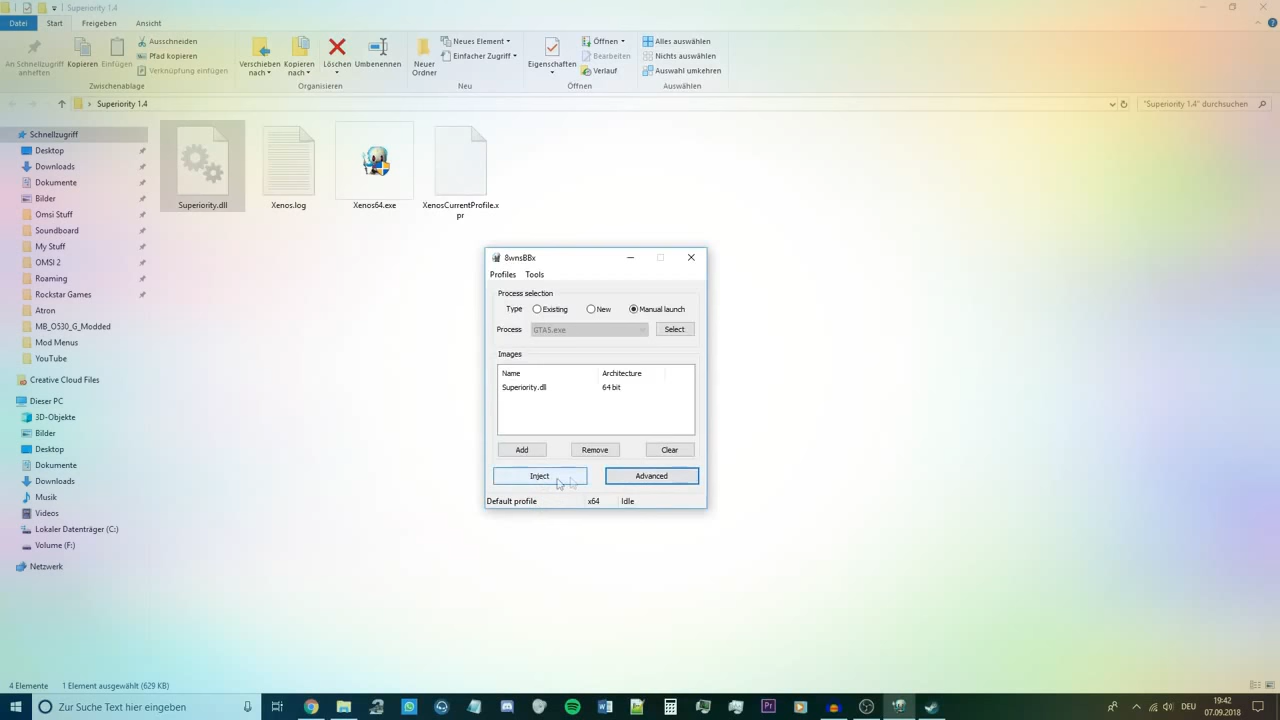 Superiority 1.4
Datei Start Freigeben Ansicht
An Schnellzugriff anheften
Kopieren
Einfügen
Ausschneiden
Pfad kopieren
Verknüpfung einfügen
Zwischenablage
Verschieben nach
Kopieren nach
Löschen
Umbenennen
Organisieren
Neuer Ordner
Neues Element
Einfacher Zugriff
Neu
Eigenschaften
Öffnen
Bearbeiten
Verlauf
Öffnen
Alles auswählen
Nichts auswählen
Auswahl umkehren
Auswählen
Superiority 1.4
"Superiority 1.4" durchsuchen
Schnellzugriff
Desktop
Downloads
Dokumente
Bilder
Omsi Stuff
Soundboard
My Stuff
OMSI 2
Roaming
Rockstar Games
Atron
MB_O530_G_Modded
Mod Menus
YouTube
Creative Cloud Files
Dieser PC
3D-Objekte
Bilder
Desktop
Dokumente
Downloads
Musik
Videos
Lokaler Datenträger (C:)
Volume (F:)
Netzwerk
Superiority.dll
Xenos.log
Xenos64.exe
XenosCurrentProfile.x
pr
8wnsBBx
Profiles Tools
Process selection
Type Existing New Manual launch
Process GTA5.exe Select
Images
Name Architecture
Superiority.dll 64 bit
Add Remove Clear
Inject Advanced
Default profile x64 Idle
4 Elemente 1 Element ausgewählt (629 KB)
Zur Suche Text hier eingeben
DEU
19:42
07.09.2018